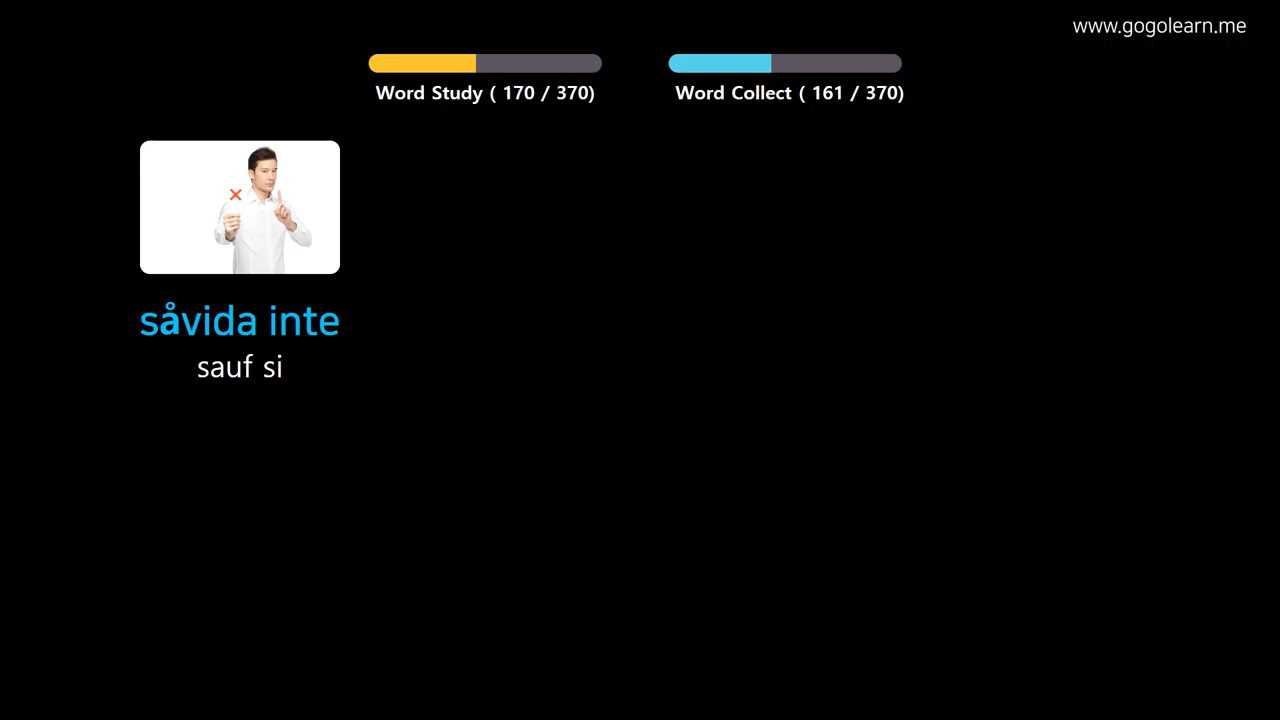 www.gogolearn.me
Word Study ( 170 / 370)
Word Collect ( 161 / 370)
såvida inte
sauf si